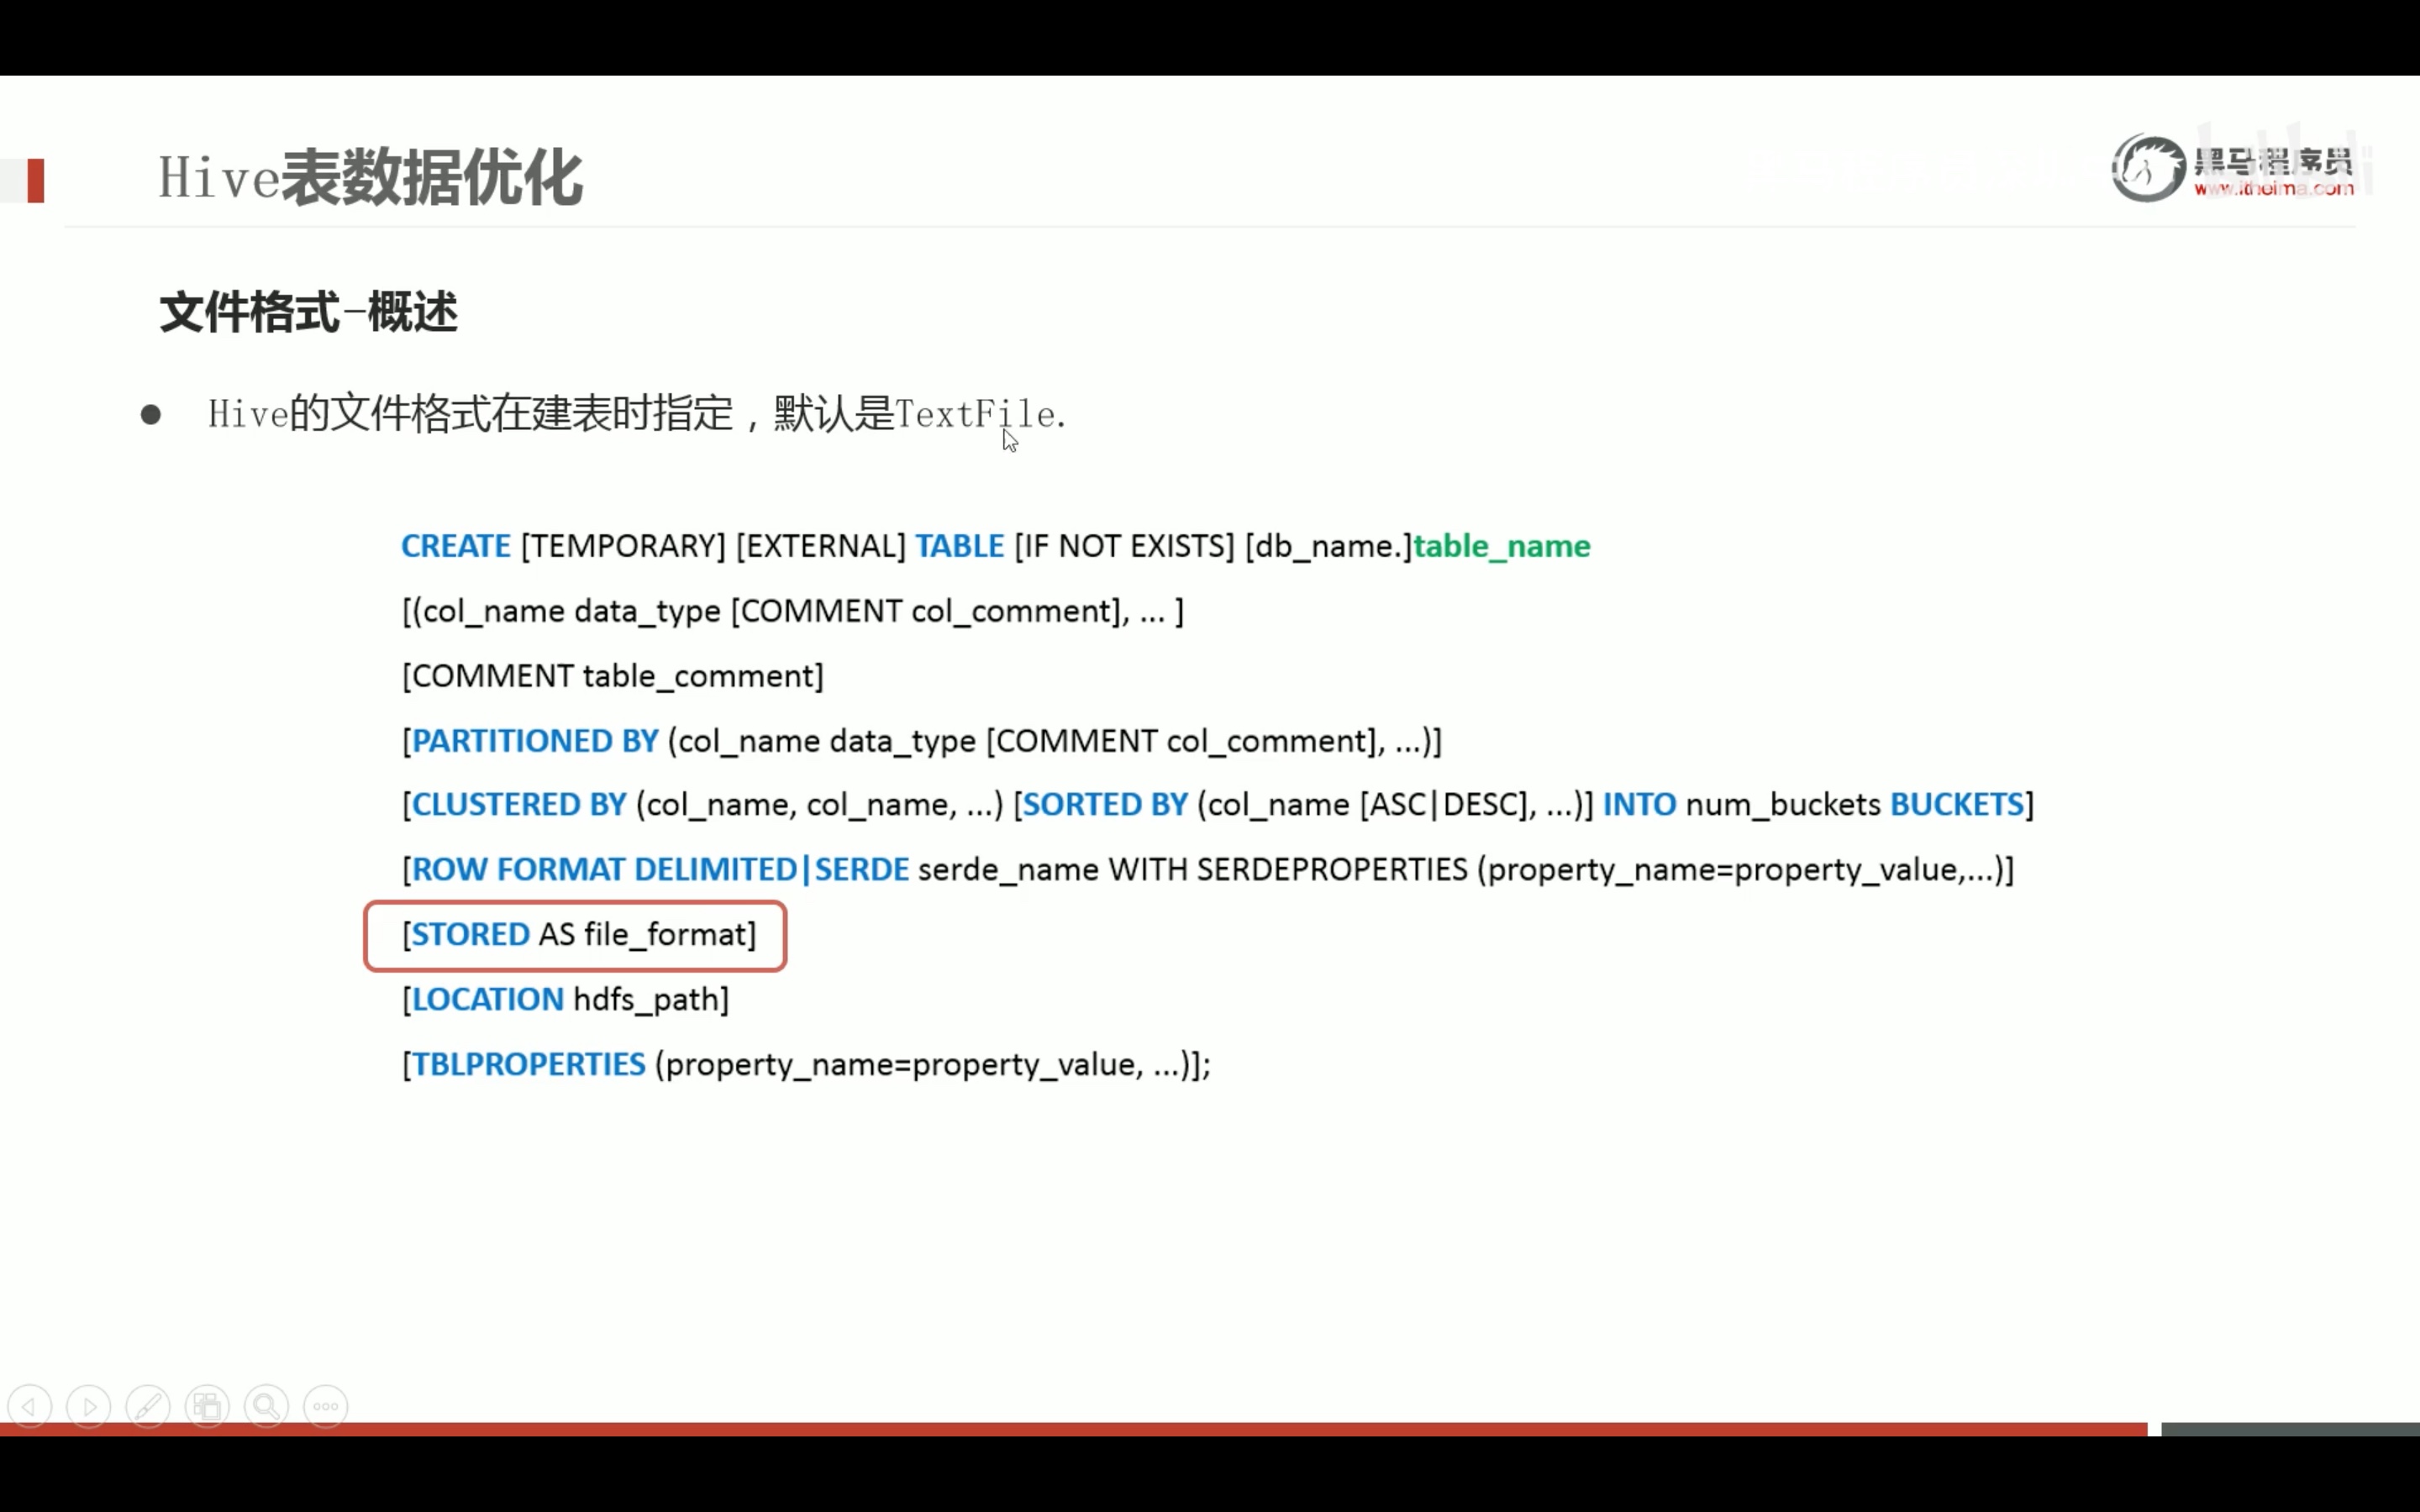 Hive表数据优化
黑马程序员
www.itheima.com
文件格式-概述
● Hive的文件格式在建表时指定，默认是TextFile.
CREATE [TEMPORARY] [EXTERNAL] TABLE [IF NOT EXISTS] [db_name.]table_name
[(col_name data_type [COMMENT col_comment], ... ]
[COMMENT table_comment]
[PARTITIONED BY (col_name data_type [COMMENT col_comment], ...)]
[CLUSTERED BY (col_name, col_name, ...) [SORTED BY (col_name [ASC|DESC], ...)] INTO num_buckets BUCKETS]
[ROW FORMAT DELIMITED|SERDE serde_name WITH SERDEPROPERTIES (property_name=property_value,...)]
[STORED AS file_format]
[LOCATION hdfs_path]
[TBLPROPERTIES (property_name=property_value, ...)];